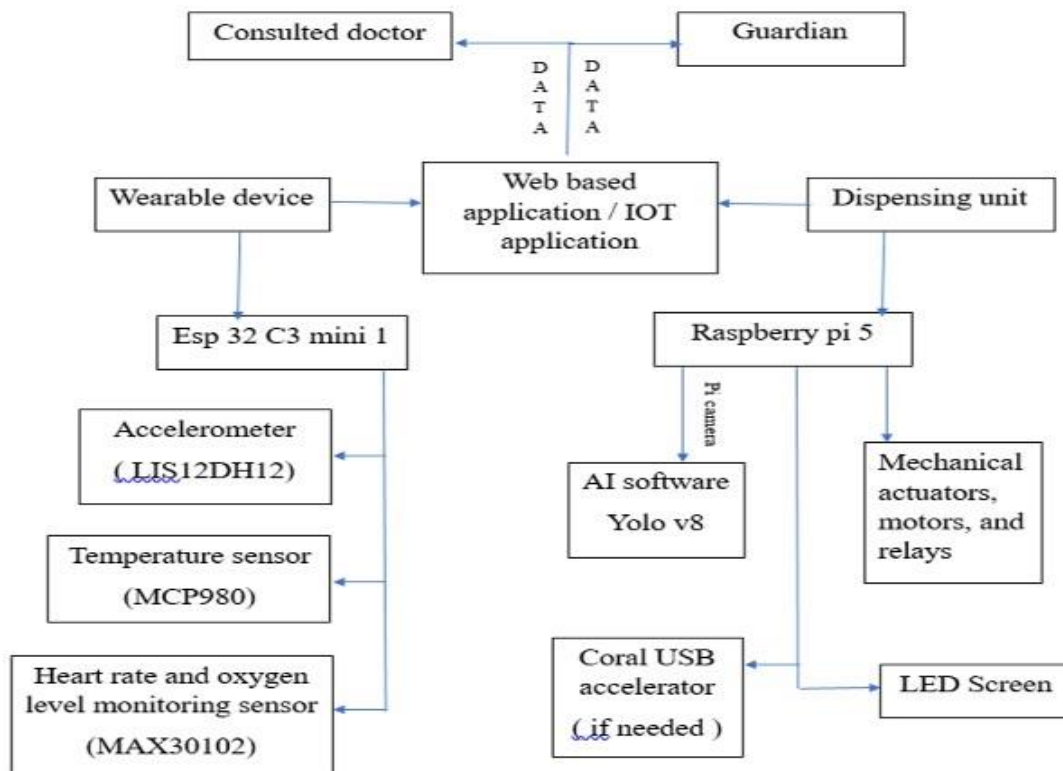 Consulted doctor
Guardian
DATA
DATA
Wearable device
Web based
application / IOT
application
Dispensing unit
Esp 32 C3 mini 1
Raspberry pi 5
Pi camera
Accelerometer
( LIS12DH12)
AI software
Yolo v8
Mechanical
actuators,
motors, and
relays
Temperature sensor
(MCP980)
Heart rate and oxygen
level monitoring sensor
(MAX30102)
Coral USB
accelerator
( if needed )
LED Screen